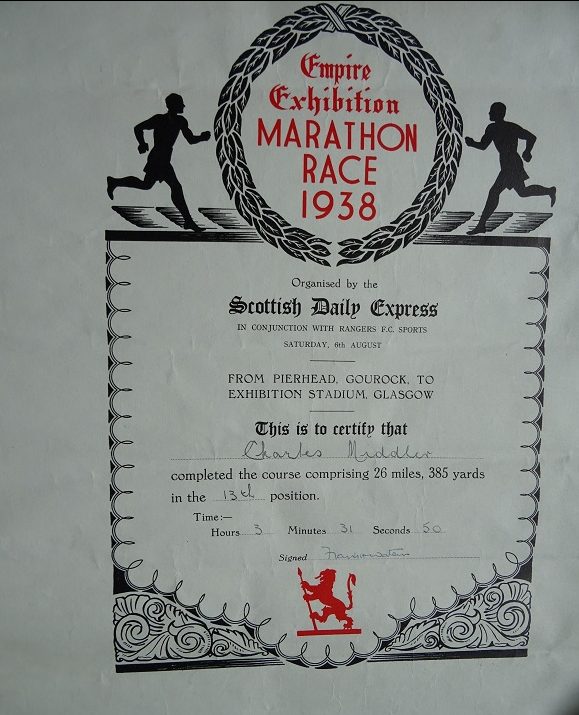 Empire
Exhibition
MARATHON
RACE
1938
Organised by the
Scottish Daily Express
IN CONJUNCTION WITH RANGERS F.C. SPORTS
SATURDAY, 6th AUGUST
FROM PIERHEAD, GOUROCK, TO
EXHIBITION STADIUM, GLASGOW
This is to certify that
Charles Middler
completed the course comprising 26 miles, 385 yards
in the 13th position.
Time:—
Hours 3 Minutes 31 Seconds 50
Signed